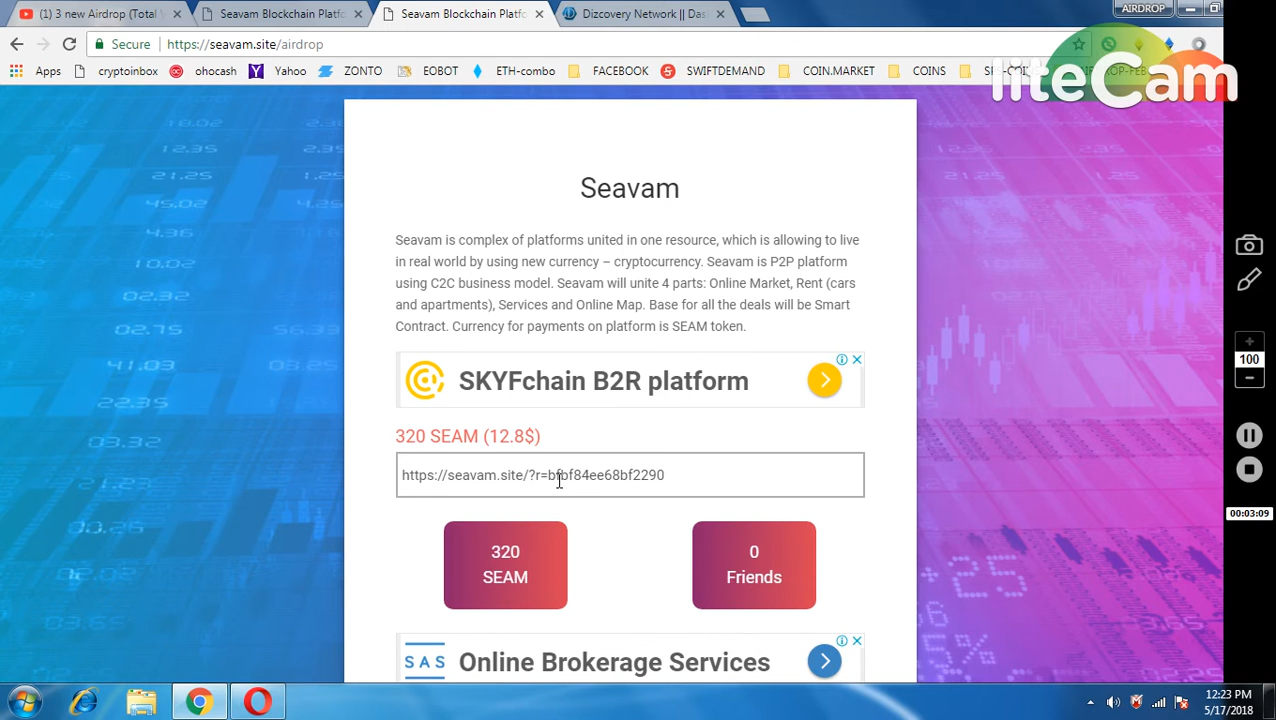 (1) 3 new Airdrop (Total V
Seavam Blockchain Platfo
Seavam Blockchain Platfo
Dizcovery Network || Das
AIRDROP
Secure
https://seavam.site/airdrop
Apps
cryptoinbox
ohocash
Yahoo
ZONTO
ROBOT
ETH-combo
FACEBOOK
SWIFTDEMAND
COIN.MARKET
COINS
liteCam
Seavam
Seavam is complex of platforms united in one resource, which is allowing to live
in real world by using new currency – cryptocurrency. Seavam is P2P platform
using C2C business model. Seavam will unite 4 parts: Online Market, Rent (cars
and apartments), Services and Online Map. Base for all the deals will be Smart
Contract. Currency for payments on platform is SEAM token.
SKYFchain B2R platform
320 SEAM (12.8$)
https://seavam.site/?r=bfbf84ee68bf2290
320
SEAM
0
Friends
SAS
Online Brokerage Services
100
00:03:09
12:23 PM
5/17/2018